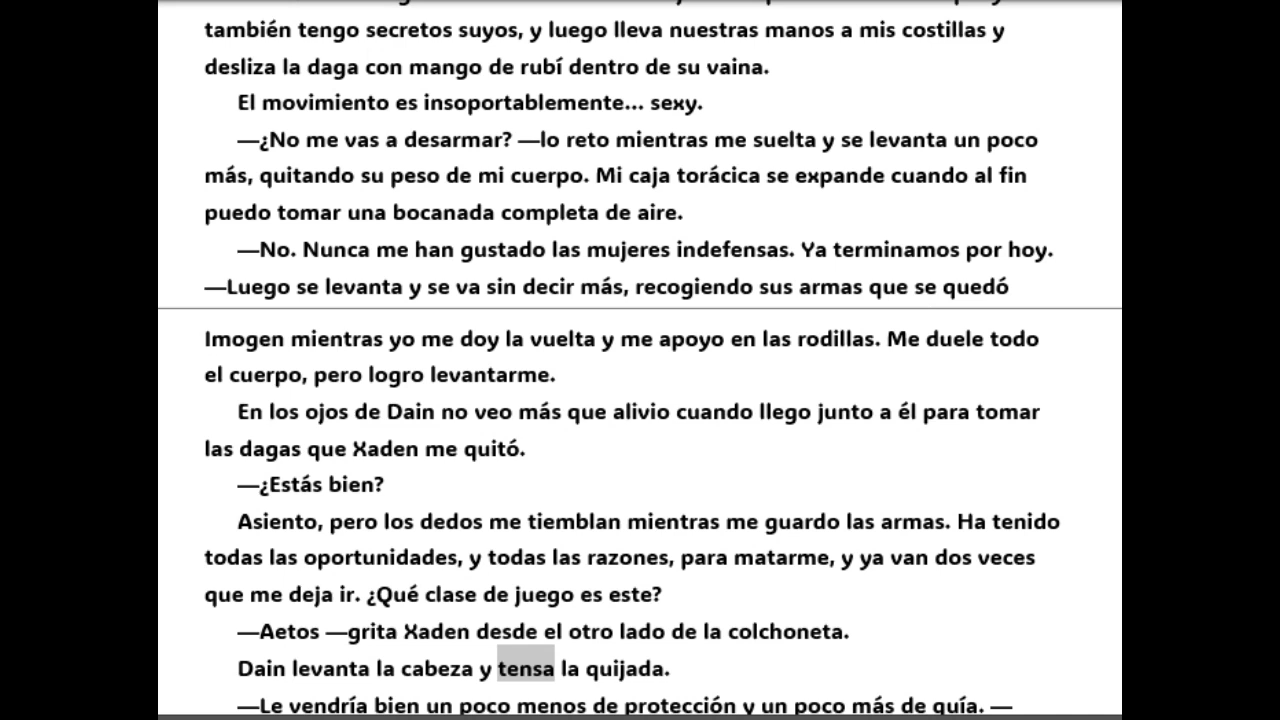 también tengo secretos suyos, y luego lleva nuestras manos a mis costillas y
desliza la daga con mango de rubí dentro de su vaina.
El movimiento es insoportablemente... sexy.
—¿No me vas a desarmar? —lo reto mientras me suelta y se levanta un poco
más, quitando su peso de mi cuerpo. Mi caja torácica se expande cuando al fin
puedo tomar una bocanada completa de aire.
—No. Nunca me han gustado las mujeres indefensas. Ya terminamos por hoy.
—Luego se levanta y se va sin decir más, recogiendo sus armas que se quedó
Imogen mientras yo me doy la vuelta y me apoyo en las rodillas. Me duele todo
el cuerpo, pero logro levantarme.
En los ojos de Dain no veo más que alivio cuando llego junto a él para tomar
las dagas que Xaden me quitó.
—¿Estás bien?
Asiento, pero los dedos me tiemblan mientras me guardo las armas. Ha tenido
todas las oportunidades, y todas las razones, para matarme, y ya van dos veces
que me deja ir. ¿Qué clase de juego es este?
—Aetos —grita Xaden desde el otro lado de la colchoneta.
Dain levanta la cabeza y tensa la quijada.
—Le vendría bien un poco menos de protección y un poco más de guía. —